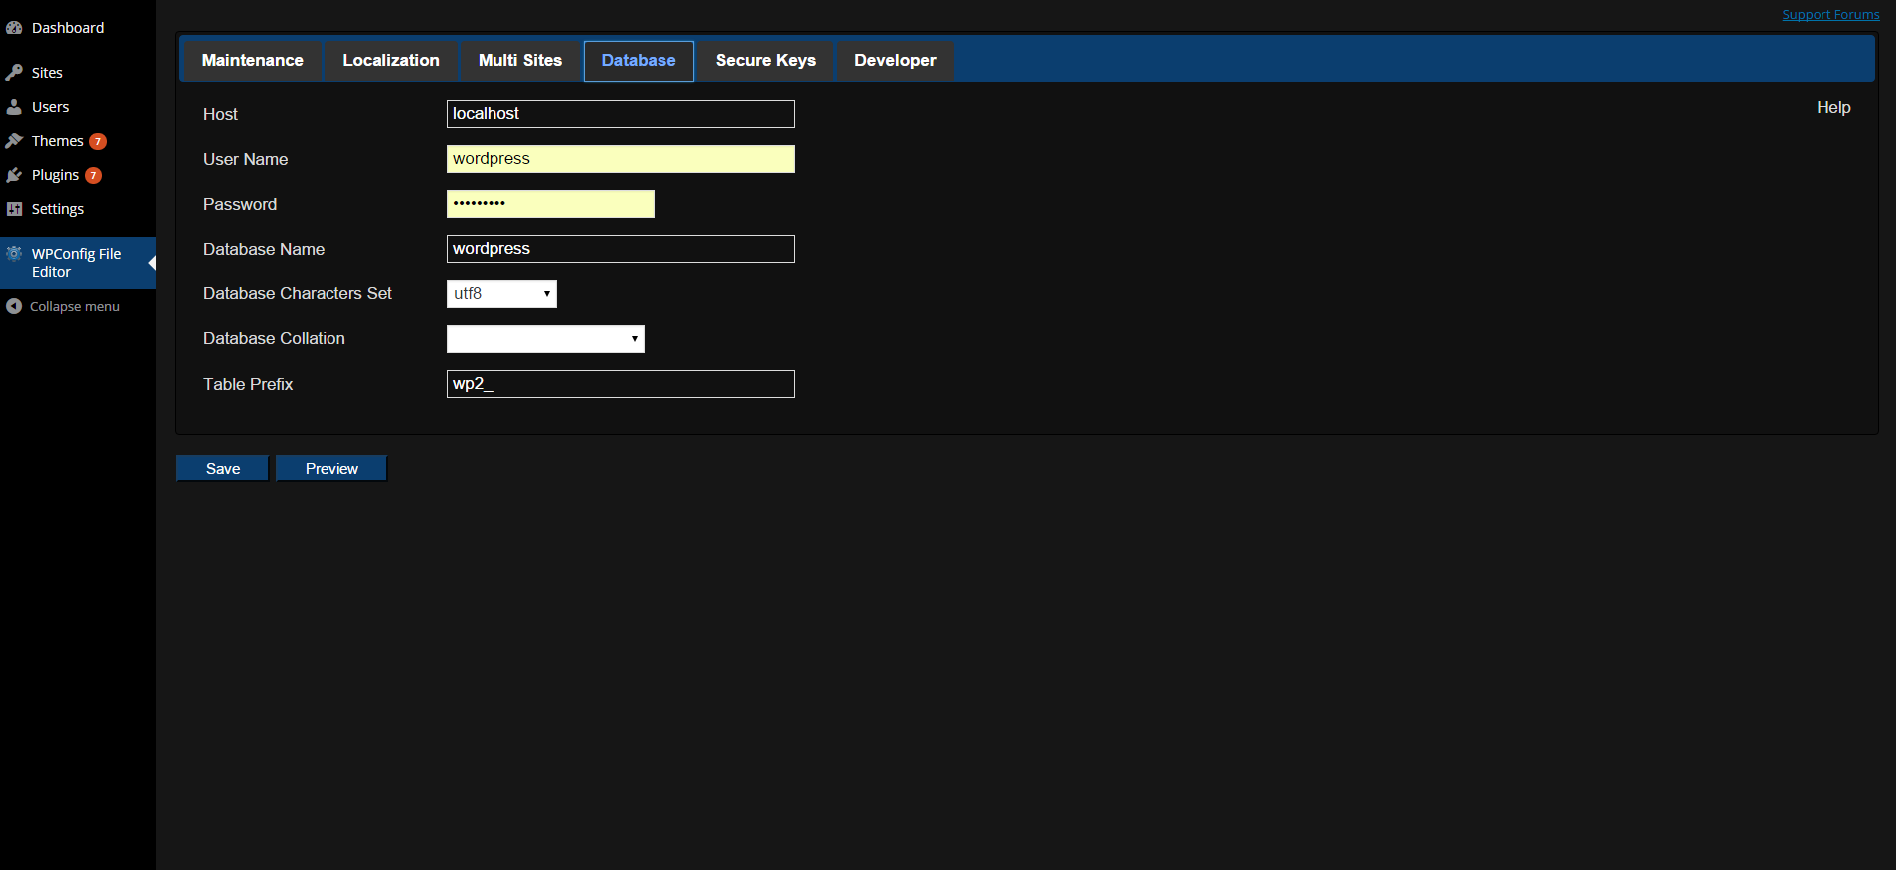 Support Forums
Dashboard
Sites
Users
Themes 7
Plugins 7
Settings
WPConfig File
Editor
Collapse menu
Maintenance Localization Multi Sites Database Secure Keys Developer
Help
Host localhost
User Name wordpress
Password •••••••••
Database Name wordpress
Database Characters Set utf8
Database Collation
Table Prefix wp2_
Save Preview